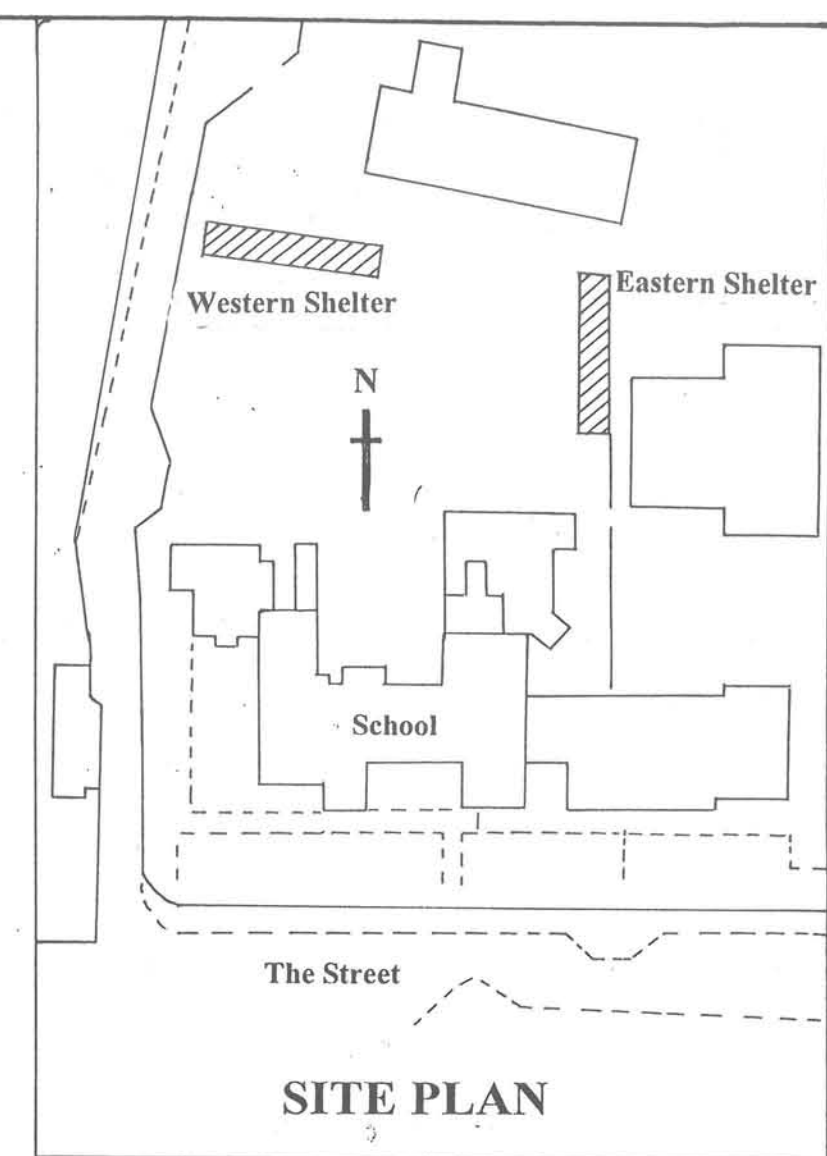 Eastern Shelter
Western Shelter
N
School
The Street
SITE PLAN